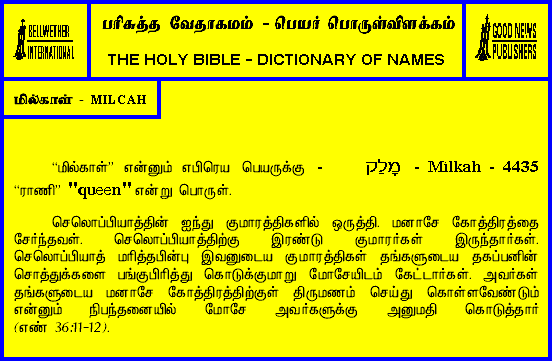 BELLWETHER
INTERNATIONAL
பரிசுத்த வேதாகமம் - பெயர் பொருள்விளக்கம்
THE HOLY BIBLE - DICTIONARY OF NAMES
GOOD NEWS
PUBLISHERS
மில்காள் - MILCAH
“மில்காள்” என்னும் எபிரெய பெயருக்கு - מָלַק - Milkah - 4435
“ராணி” "queen" என்று பொருள்.
செலொப்பியாத்தின் ஐந்து குமாரத்திகளில் ஒருத்தி. மனாசே கோத்திரத்தை
சேர்ந்தவள். செலொப்பியாத்திற்கு இரண்டு குமாரர்கள் இருந்தார்கள்.
செலொப்பியாத் மரித்தபின்பு இவனுடைய குமாரத்திகள் தங்களுடைய தகப்பனின்
சொத்துக்களை பங்குபிரித்து கொடுக்குமாறு மோசேயிடம் கேட்டார்கள். அவர்கள்
தங்களுடைய மனாசே கோத்திரத்திற்குள் திருமணம் செய்து கொள்ளவேண்டும்
என்னும் நிபந்தனையில் மோசே அவர்களுக்கு அனுமதி கொடுத்தார்
(எண் 36:11-12).